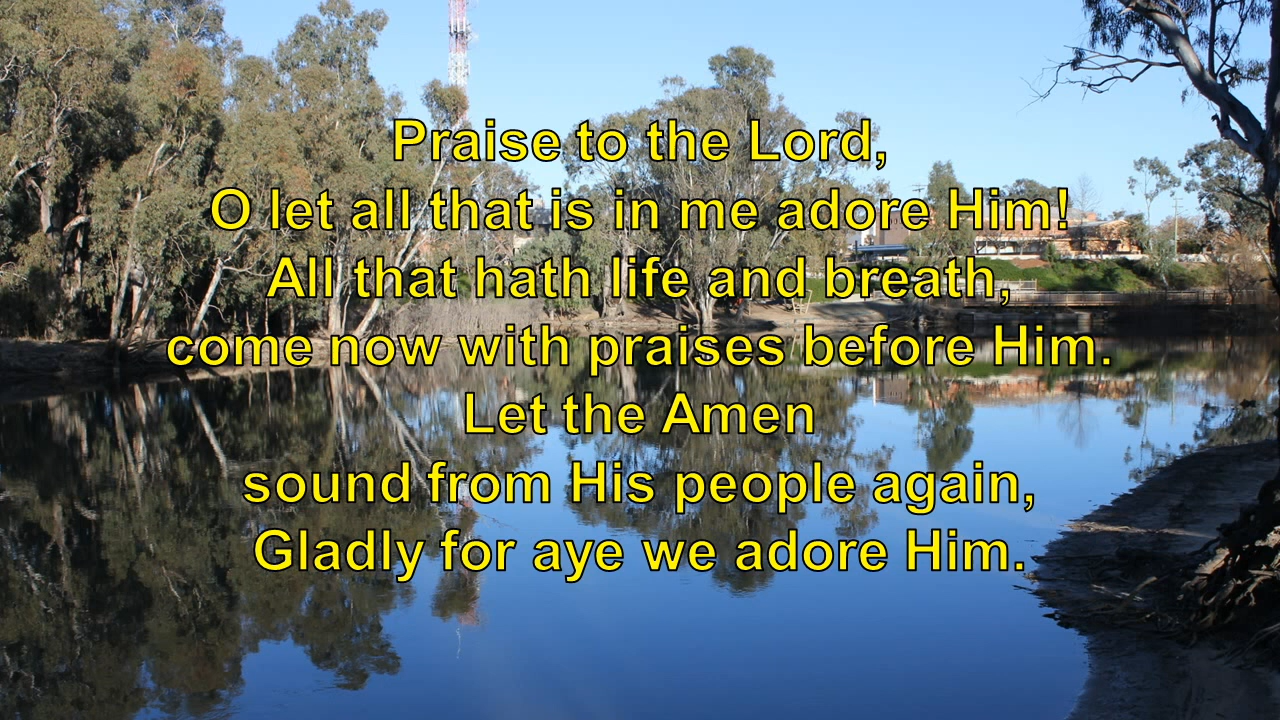 Praise to the Lord,
O let all that is in me adore Him!
All that hath life and breath,
come now with praises before Him.
Let the Amen
sound from His people again,
Gladly for aye we adore Him.